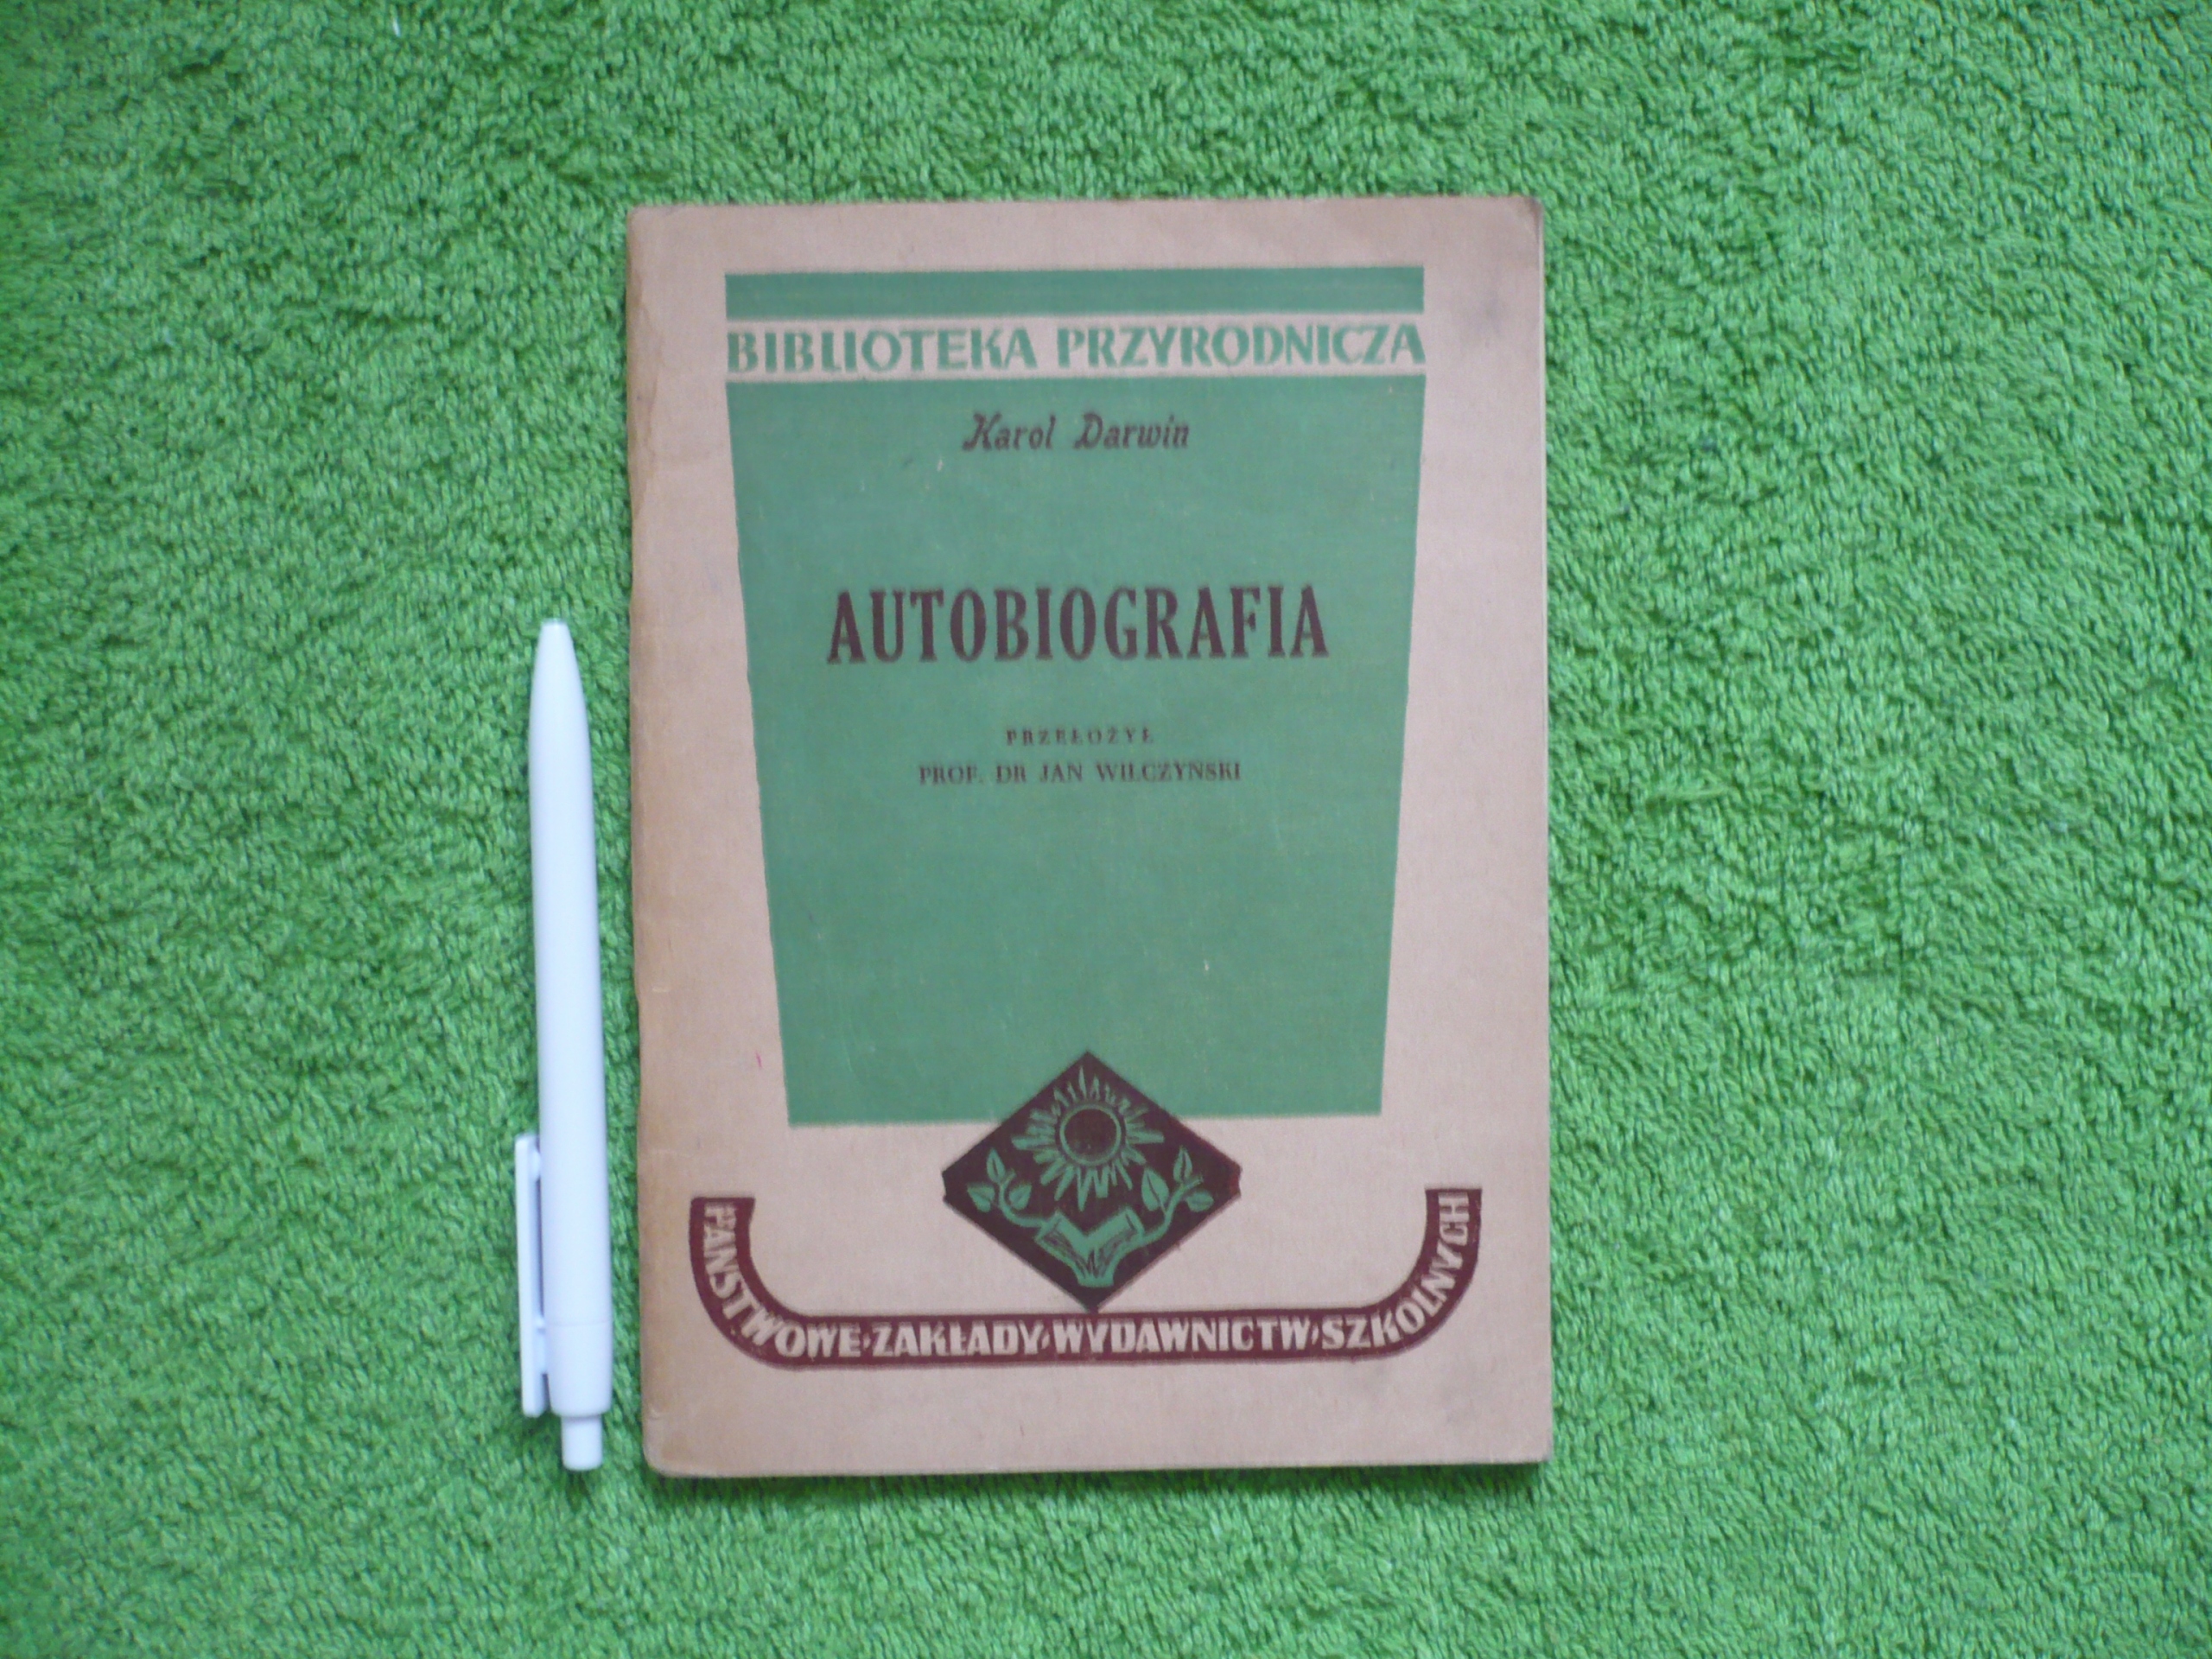 BIBLIOTEKA PRZYRODNICZA
Karol Darwin
AUTOBIOGRAFIA
PRZEŁOŻYŁ
PROF. DR JAN WILCZYŃSKI
PAŃSTWOWE·ZAKŁADY·WYDAWNICTW·SZKOLNYCH